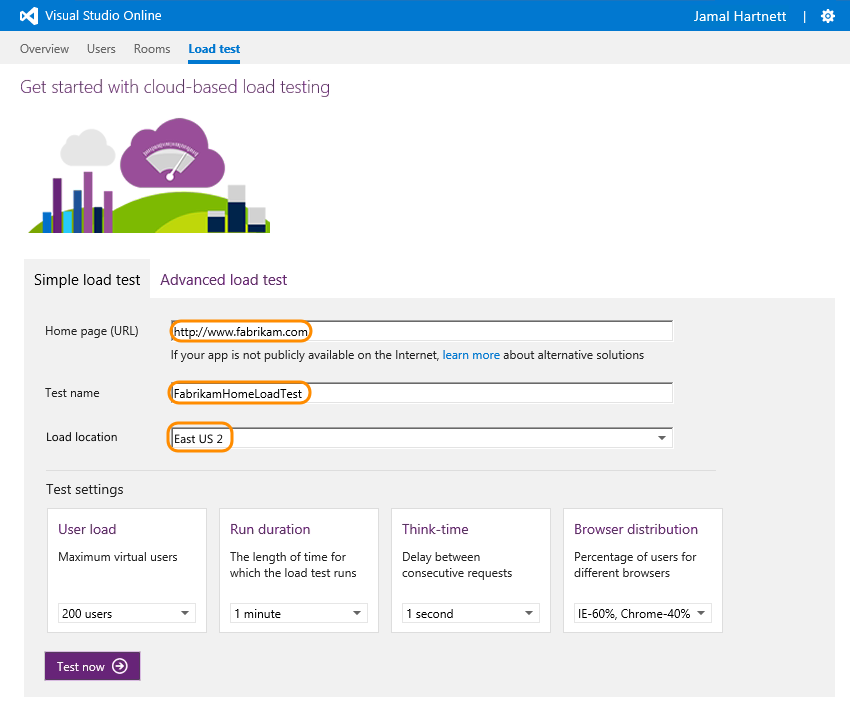 Visual Studio Online
Jamal Hartnett |
Overview Users Rooms Load test
Get started with cloud-based load testing
Simple load test Advanced load test
Home page (URL) http://www.fabrikam.com
If your app is not publicly available on the Internet, learn more about alternative solutions
Test name FabrikamHomeLoadTest
Load location East US 2
Test settings
User load
Maximum virtual users
200 users
Run duration
The length of time for
which the load test runs
1 minute
Think-time
Delay between
consecutive requests
1 second
Browser distribution
Percentage of users for
different browsers
IE-60%, Chrome-40%
Test now